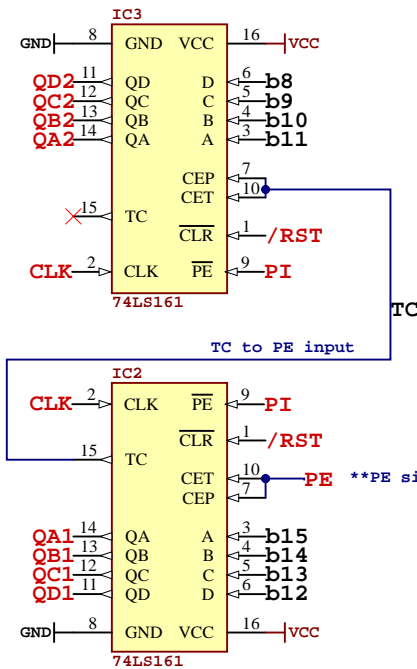 IC3
GND 8 GND VCC 16 VCC
QD2 11 QD D 6 b8
QC2 12 QC C 5 b9
QB2 13 QB B 4 b10
QA2 14 QA A 3 b11
CEP 7
CET 10
15 TC
CLR 1 /RST
CLK 2 CLK PE 9 PI
74LS161
TC
TC to PE input
IC2
CLK 2 CLK PE 9 PI
CLR 1 /RST
15 TC
CET 10
PE **PE si
CEP 7
QA1 14 QA A 3 b15
QB1 13 QB B 4 b14
QC1 12 QC C 5 b13
QD1 11 QD D 6 b12
GND 8 GND VCC 16 VCC
74LS161